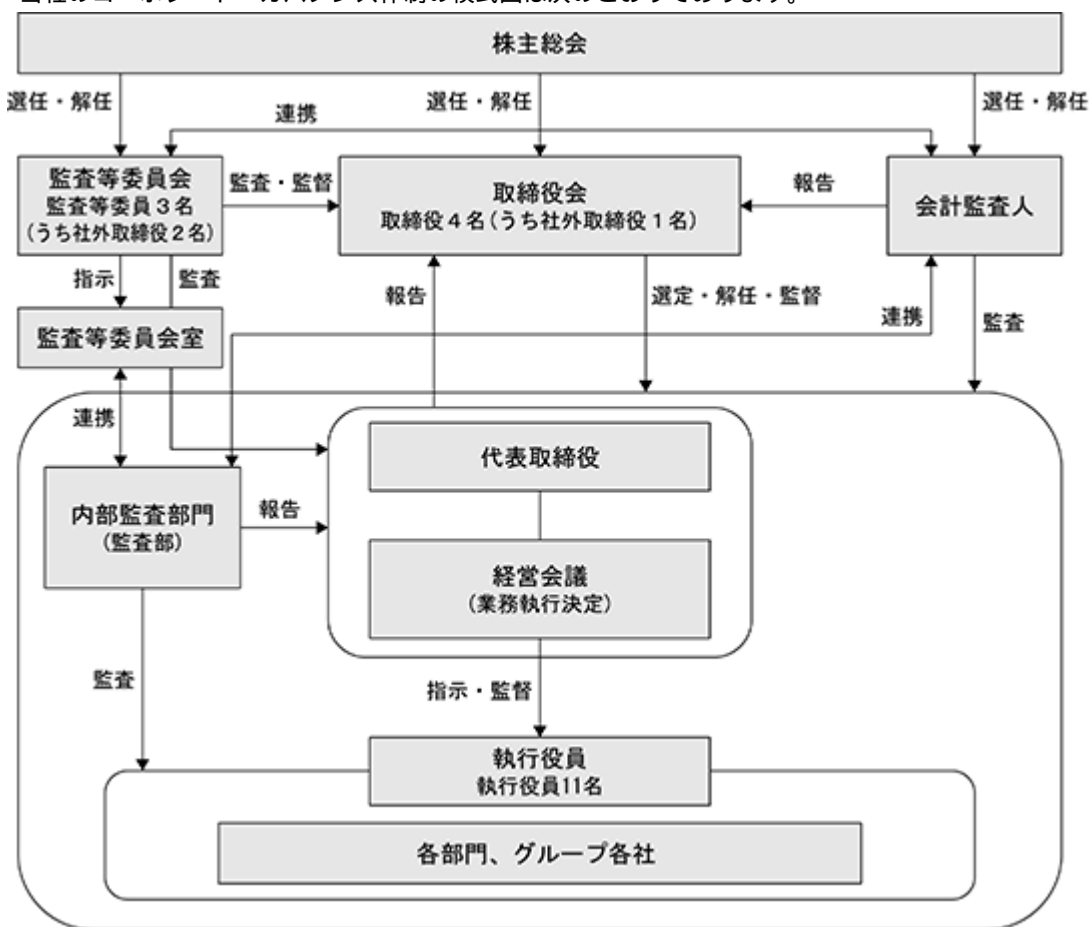 当社のコーポレート・ガバナンス体制の模式図は次のとおりであります。
株主総会
選任・解任
選任・解任
選任・解任
連携
監査等委員会
監査等委員3名
(うち社外取締役2名)
監査・監督
取締役会
取締役4名(うち社外取締役1名)
報告
会計監査人
指示
監査
報告
選定・解任・監督
連携
監査
監査等委員会室
連携
代表取締役
内部監査部門
(監査部)
報告
経営会議
(業務執行決定)
監査
指示・監督
執行役員
執行役員11名
各部門、グループ各社